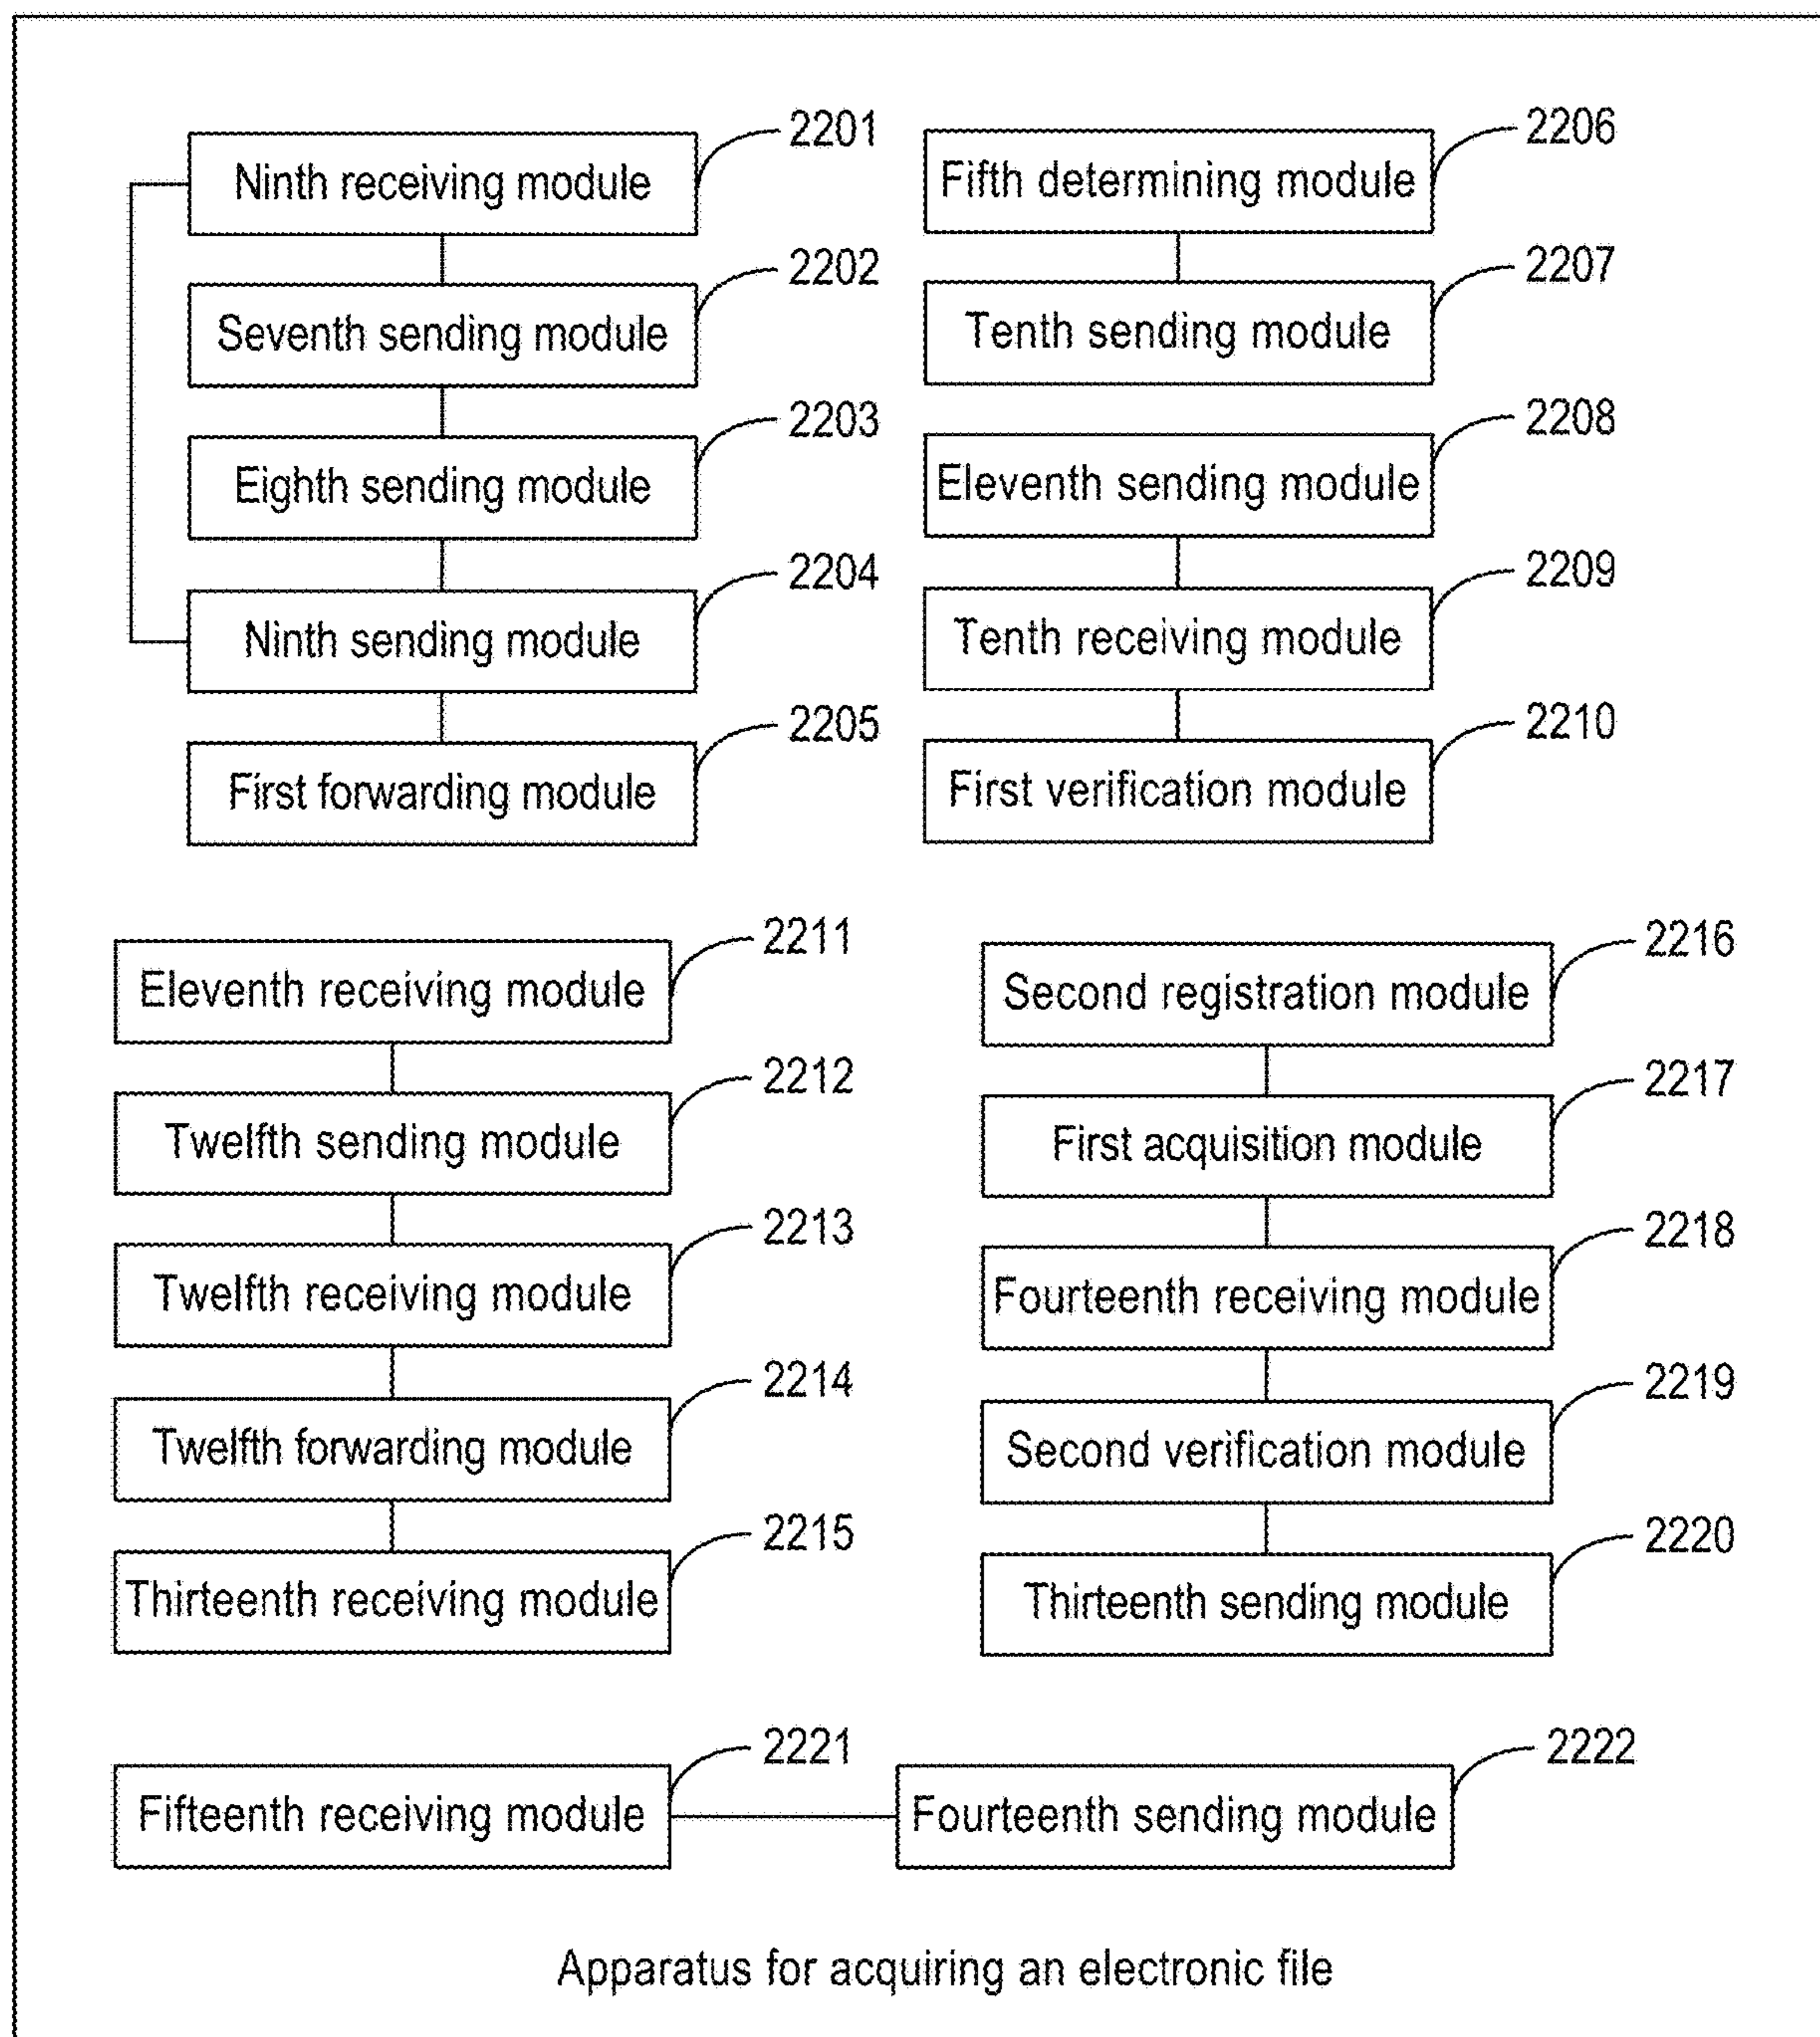 2201
Ninth receiving module
2202
Seventh sending module
2203
Eighth sending module
2204
Ninth sending module
2205
First forwarding module
2206
Fifth determining module
2207
Tenth sending module
2208
Eleventh sending module
2209
Tenth receiving module
2210
First verification module
2211
Eleventh receiving module
2212
Twelfth sending module
2213
Twelfth receiving module
2214
Twelfth forwarding module
2215
Thirteenth receiving module
2216
Second registration module
2217
First acquisition module
2218
Fourteenth receiving module
2219
Second verification module
2220
Thirteenth sending module
2221
Fifteenth receiving module
2222
Fourteenth sending module
Apparatus for acquiring an electronic file